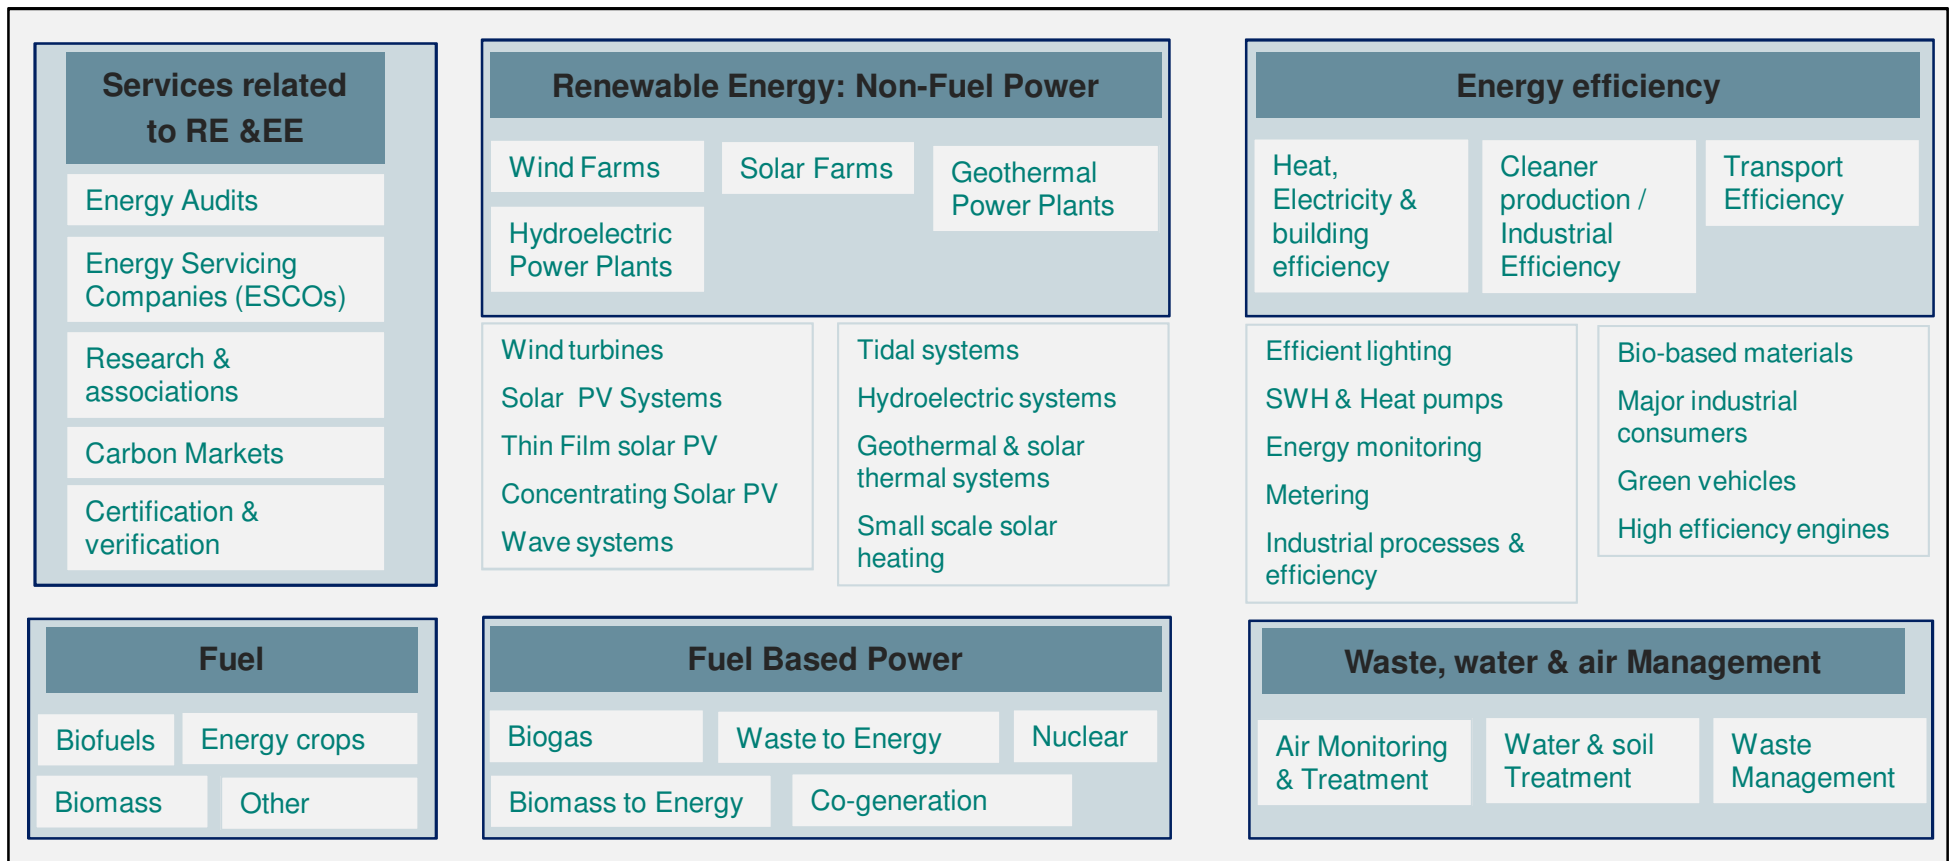 Services related
to RE &EE
Energy Audits
Energy Servicing
Companies (ESCOs)
Research &
associations
Carbon Markets
Certification &
verification
Renewable Energy: Non-Fuel Power
Wind Farms
Solar Farms
Geothermal
Power Plants
Hydroelectric
Power Plants
Wind turbines
Solar PV Systems
Thin Film solar PV
Concentrating Solar PV
Wave systems
Tidal systems
Hydroelectric systems
Geothermal & solar
thermal systems
Small scale solar
heating
Energy efficiency
Heat,
Electricity &
building
efficiency
Cleaner
production /
Industrial
Efficiency
Transport
Efficiency
Efficient lighting
SWH & Heat pumps
Energy monitoring
Metering
Industrial processes &
efficiency
Bio-based materials
Major industrial
consumers
Green vehicles
High efficiency engines
Fuel
Biofuels
Energy crops
Biomass
Other
Fuel Based Power
Biogas
Waste to Energy
Nuclear
Biomass to Energy
Co-generation
Waste, water & air Management
Air Monitoring
& Treatment
Water & soil
Treatment
Waste
Management